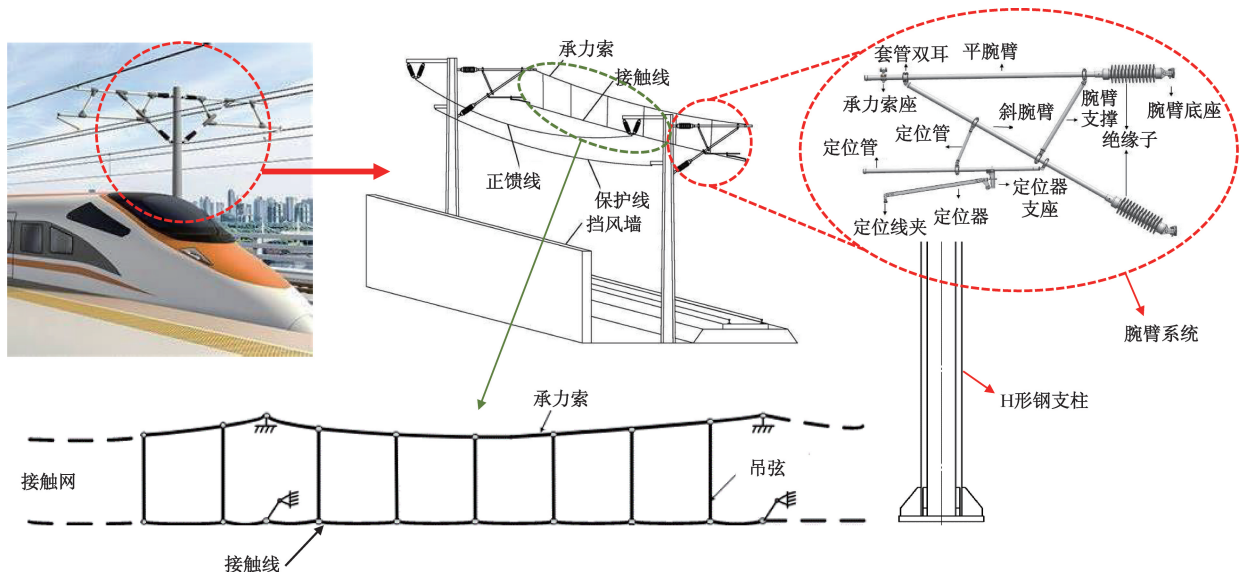 承力索
接触线
正馈线
保护线
挡风墙
套管双耳
平腕臂
承力索座
斜腕臂
腕臂
支撑
腕臂底座
绝缘子
定位管
定位管
定位器
支座
定位线夹
定位器
腕臂系统
H形钢支柱
承力索
接触网
吊弦
接触线